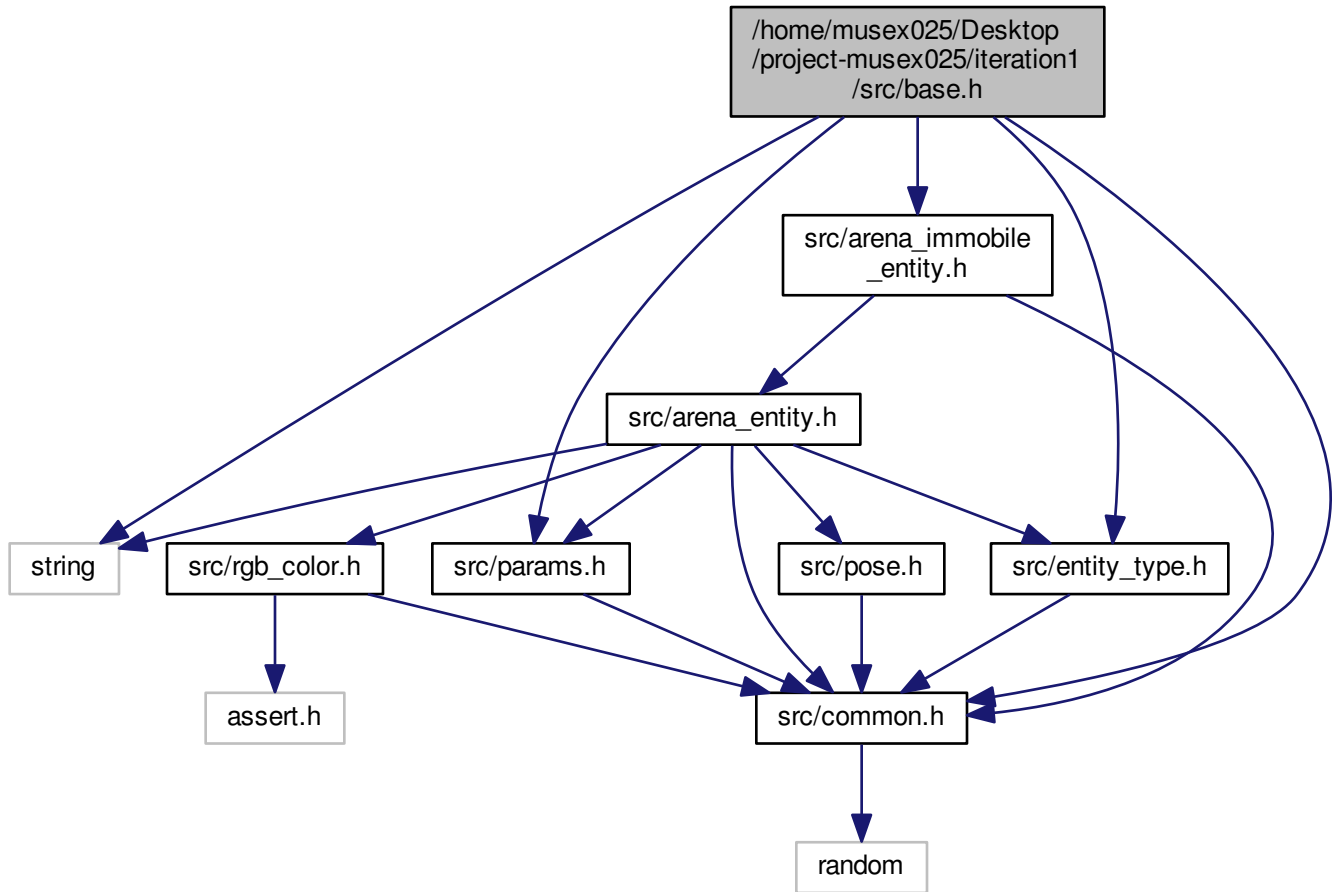 /home/musex025/Desktop
/project-musex025/iteration1
/src/base.h
src/arena_immobile
_entity.h
src/arena_entity.h
string
src/rgb_color.h
src/params.h
src/pose.h
src/entity_type.h
assert.h
src/common.h
random